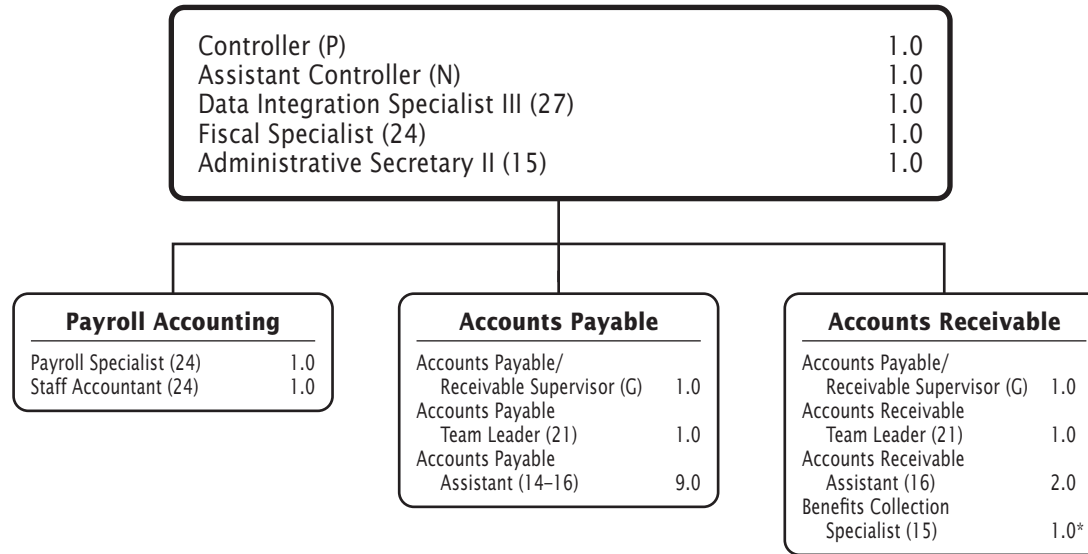 Controller (P) 1.0
Assistant Controller (N) 1.0
Data Integration Specialist III (27) 1.0
Fiscal Specialist (24) 1.0
Administrative Secretary II (15) 1.0
Payroll Accounting
Payroll Specialist (24) 1.0
Staff Accountant (24) 1.0
Accounts Payable
Accounts Payable/
Receivable Supervisor (G) 1.0
Accounts Payable
Team Leader (21) 1.0
Accounts Payable
Assistant (14–16) 9.0
Accounts Receivable
Accounts Payable/
Receivable Supervisor (G) 1.0
Accounts Receivable
Team Leader (21) 1.0
Accounts Receivable
Assistant (16) 2.0
Benefits Collection
Specialist (15) 1.0*